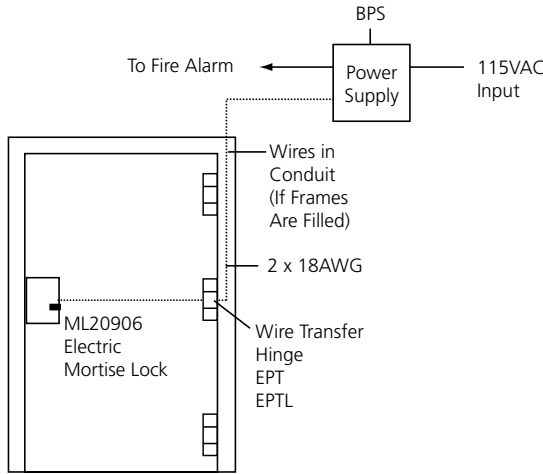 BPS
To Fire Alarm
Power
Supply
115VAC
Input
Wires in
Conduit
(If Frames
Are Filled)
2 x 18AWG
ML20906
Electric
Mortise Lock
Wire Transfer
Hinge
EPT
EPTL